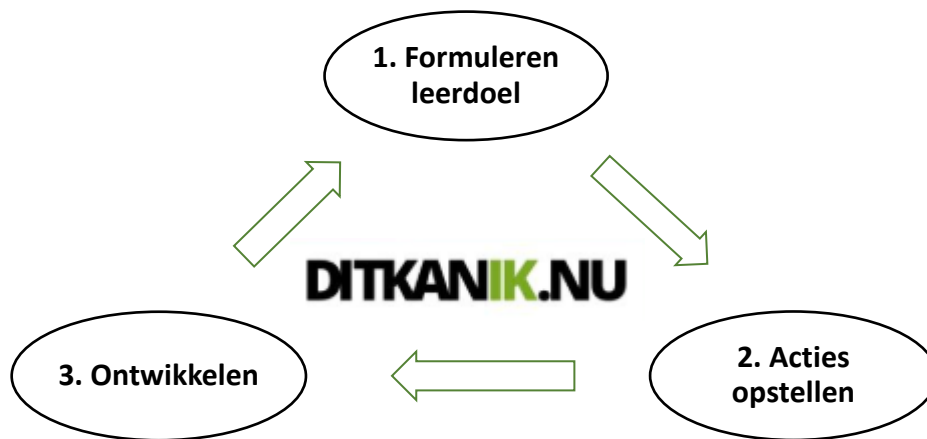 1. Formuleren
leerdoel
DITKANIK.NU
3. Ontwikkelen
2. Acties
opstellen